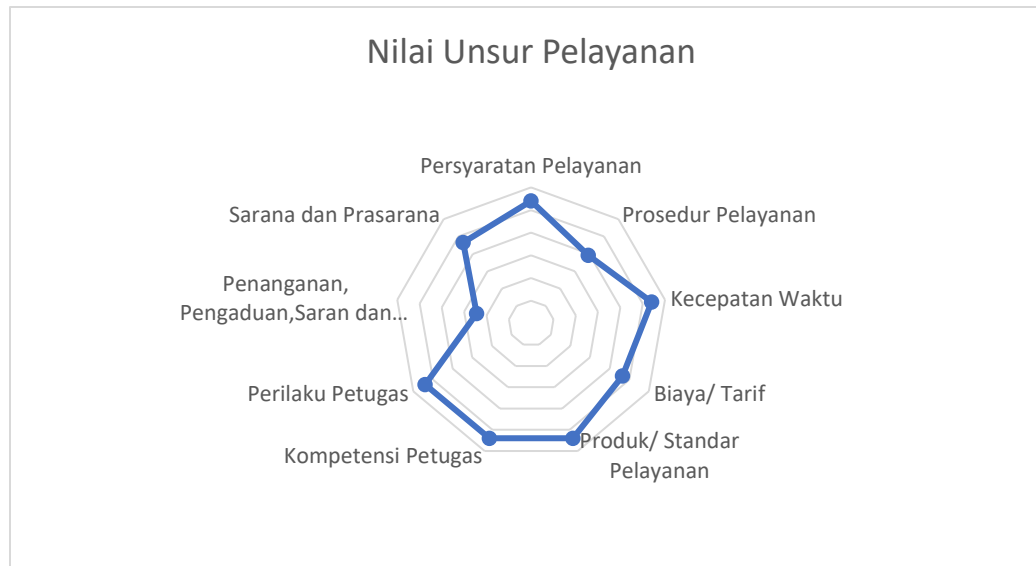 Nilai Unsur Pelayanan
Persyaratan Pelayanan
Prosedur Pelayanan
Kecepatan Waktu
Biaya/ Tarif
Produk/ Standar
Pelayanan
Kompetensi Petugas
Perilaku Petugas
Penanganan,
Pengaduan,Saran dan...
Sarana dan Prasarana